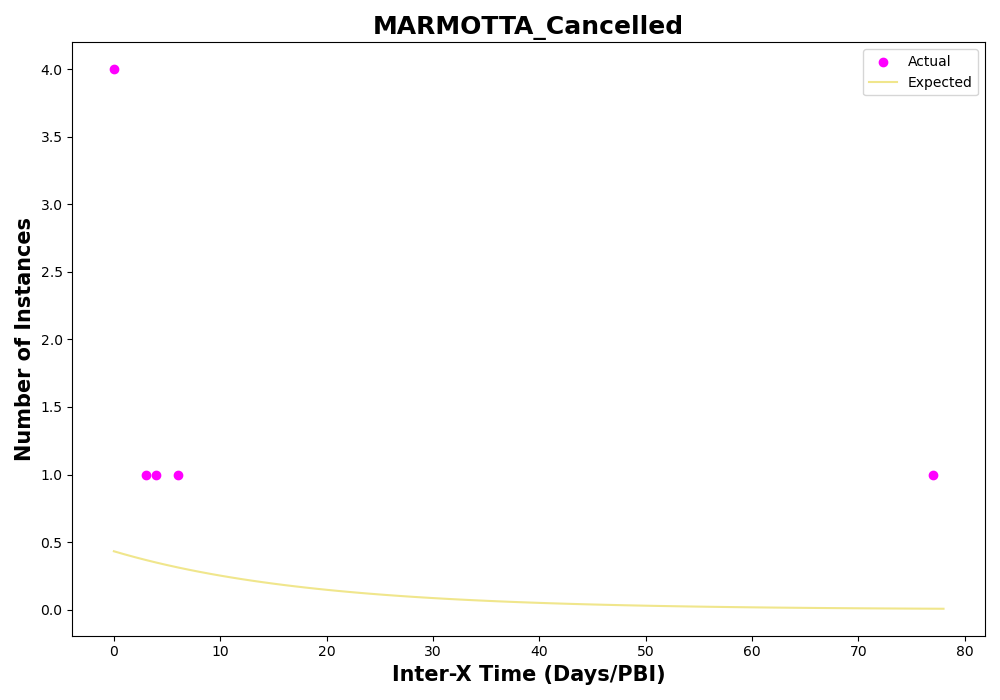 MARMOTTA_Cancelled
Actual
Expected
4.0
3.5
3.0
2.5
2.0
1.5
1.0
0.5
0.0
Number of Instances
0 10 20 30 40 50 60 70 80
Inter-X Time (Days/PBI)